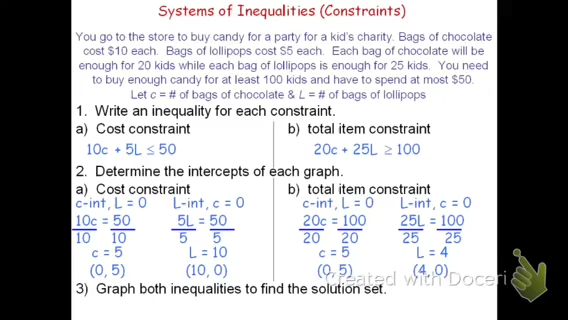 Systems of Inequalities (Constraints)
You go to the store to buy candy for a party for a kid's charity. Bags of chocolate
cost $10 each. Bags of lollipops cost $5 each. Each bag of chocolate will be
enough for 20 kids while each bag of lollipops is enough for 25 kids. You need
to buy enough candy for at least 100 kids and have to spend at most $50.
Let c = # of bags of chocolate & L = # of bags of lollipops
1. Write an inequality for each constraint.
a) Cost constraint
b) total item constraint
10c + 5L ≤ 50
20c + 25L ≥ 100
2. Determine the intercepts of each graph.
a) Cost constraint
b) total item constraint
c-int, L = 0
L-int, c = 0
c-int, L = 0
L-int, c = 0
10c = 50
5L = 50
20c = 100
25L = 100
10 10
5 5
20 20
25 25
c = 5
L = 10
c = 5
L = 4
(0, 5)
(10, 0)
(0, 5)
(4, 0)
Created with Doceri
3) Graph both inequalities to find the solution set.